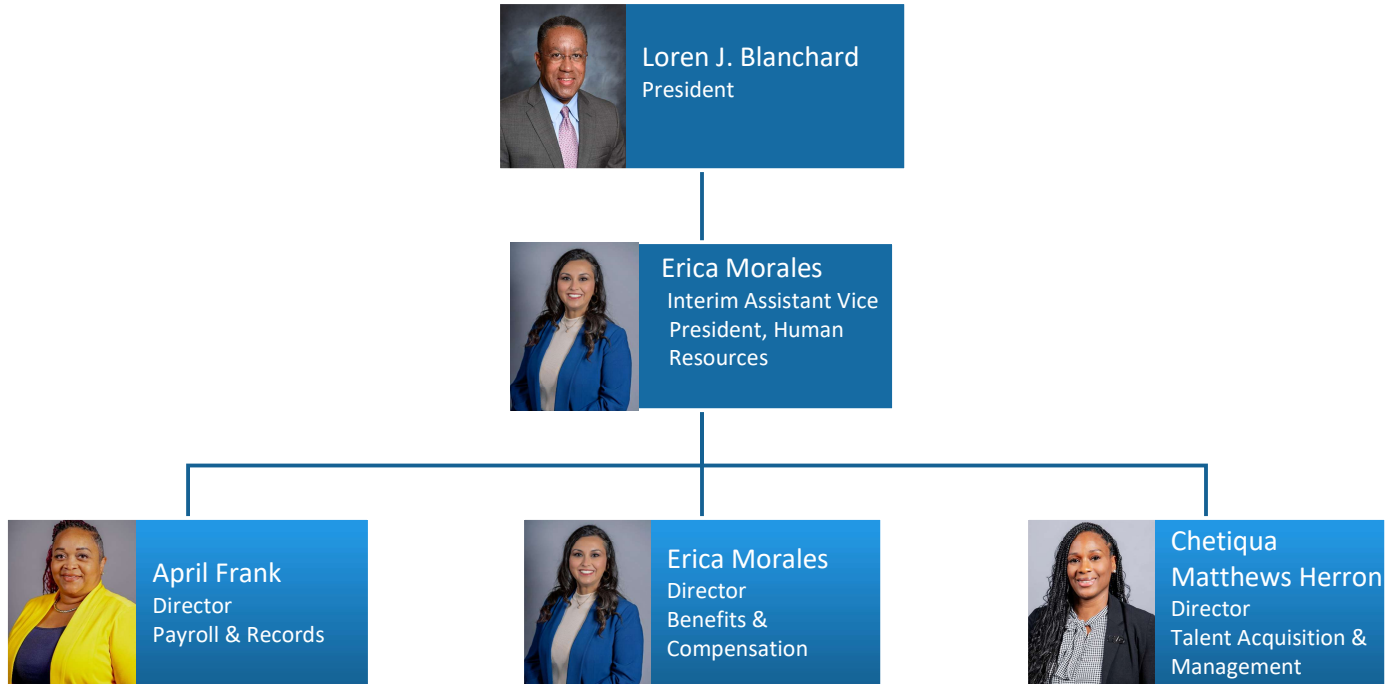 Loren J. Blanchard
President
Erica Morales
Interim Assistant Vice
President, Human
Resources
April Frank
Director
Payroll & Records
Erica Morales
Director
Benefits &
Compensation
Chetiqua
Matthews Herron
Director
Talent Acquisition &
Management